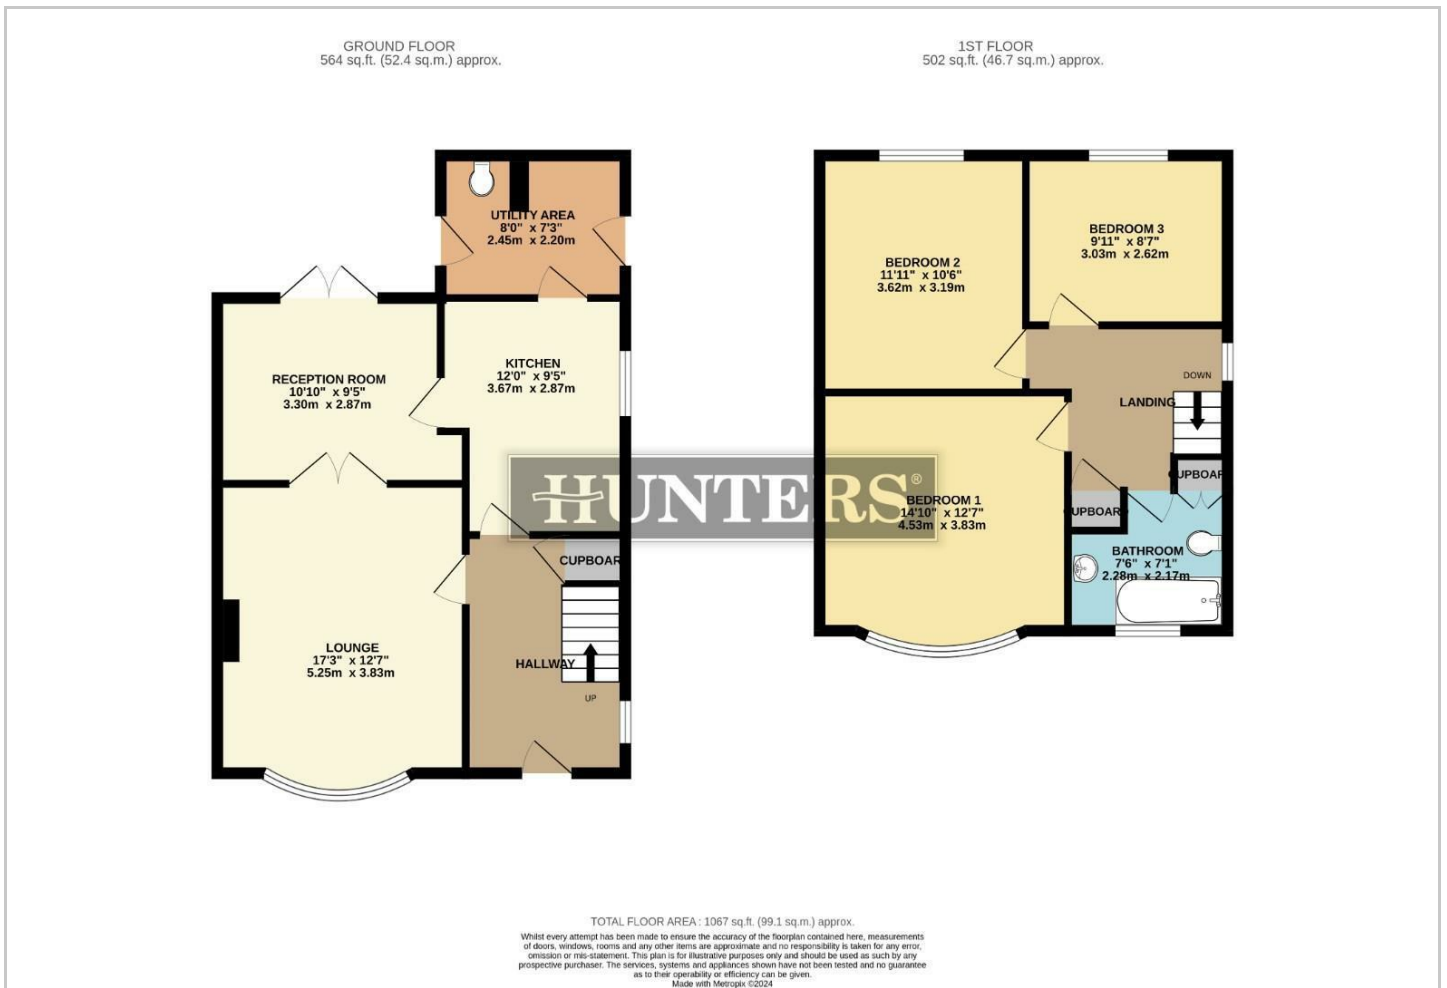 GROUND FLOOR
564 sq.ft. (52.4 sq.m.) approx.
1ST FLOOR
502 sq.ft. (46.7 sq.m.) approx.
UTILITY AREA
8'0" x 7'3"
2.45m x 2.20m
KITCHEN
12'0" x 9'5"
3.67m x 2.87m
RECEPTION ROOM
10'10" x 9'5"
3.30m x 2.87m
CUPBOAR
LOUNGE
17'3" x 12'7"
5.25m x 3.83m
HALLWAY
UP
BEDROOM 2
11'11" x 10'6"
3.62m x 3.19m
BEDROOM 3
9'11" x 8'7"
3.03m x 2.62m
DOWN
LANDING
CUPBOAR
BEDROOM 1
14'10" x 12'7"
4.53m x 3.83m
CUPBOARD
BATHROOM
7'6" x 7'1"
2.28m x 2.17m
HUNTERS®
TOTAL FLOOR AREA : 1067 sq.ft. (99.1 sq.m.) approx.
Whilst every attempt has been made to ensure the accuracy of the floorplan contained here, measurements
of doors, windows, rooms and any other items are approximate and no responsibility is taken for any error,
omission or mis-statement. This plan is for illustrative purposes only and should be used as such by any
prospective purchaser. The services, systems and appliances shown have not been tested and no guarantee
as to their operability or efficiency can be given.
Made with Metropix ©2024